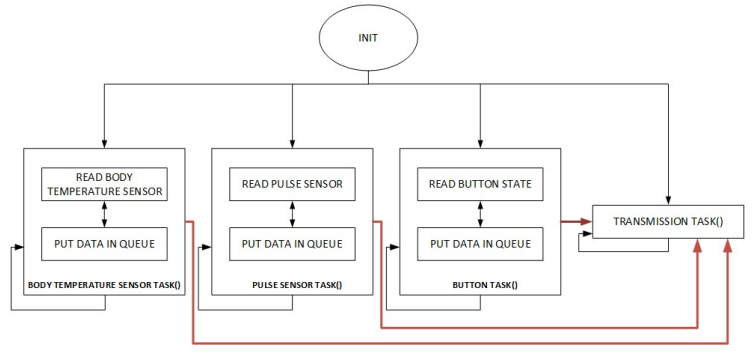 INIT
READ BODY
TEMPERATURE SENSOR
PUT DATA IN QUEUE
BODY TEMPERATURE SENSOR TASK()
READ PULSE SENSOR
PUT DATA IN QUEUE
PULSE SENSOR TASK()
READ BUTTON STATE
PUT DATA IN QUEUE
BUTTON TASK()
TRANSMISSION TASK()